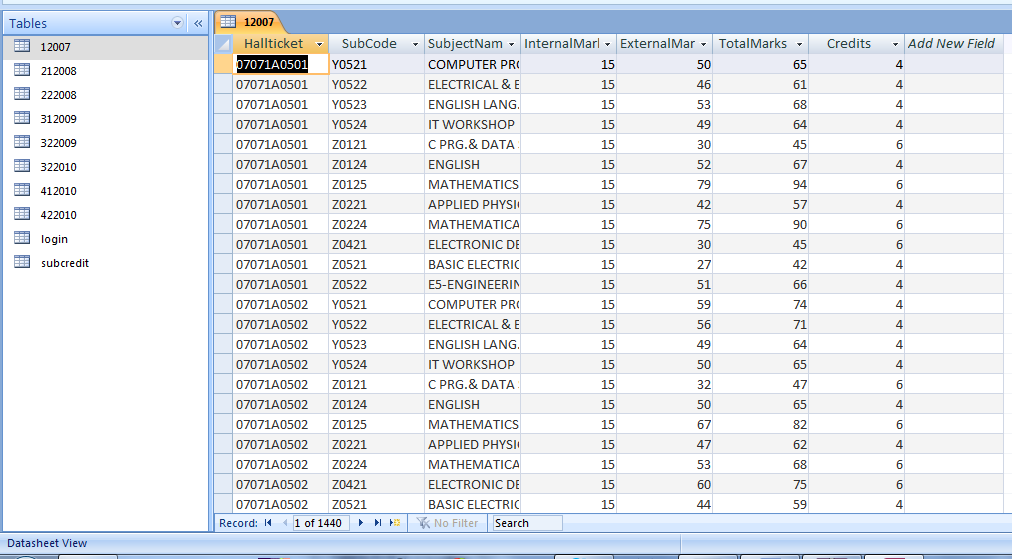 Tables
12007
212008
222008
312009
322009
322010
412010
422010
login
subcredit
12007
Hallticket SubCode SubjectNam InternalMarl ExternalMar TotalMarks Credits Add New Field
07071A0501 Y0521 COMPUTER PRO 15 50 65 4
07071A0501 Y0522 ELECTRICAL & E 15 46 61 4
07071A0501 Y0523 ENGLISH LANG. 15 53 68 4
07071A0501 Y0524 IT WORKSHOP 15 49 64 4
07071A0501 Z0121 C PRG.& DATA 15 30 45 6
07071A0501 Z0124 ENGLISH 15 52 67 4
07071A0501 Z0125 MATHEMATICS 15 79 94 6
07071A0501 Z0221 APPLIED PHYSI 15 42 57 4
07071A0501 Z0224 MATHEMATICA 15 75 90 6
07071A0501 Z0421 ELECTRONIC DE 15 30 45 6
07071A0501 Z0521 BASIC ELECTRIC 15 27 42 4
07071A0501 Z0522 E5-ENGINEERIN 15 51 66 4
07071A0502 Y0521 COMPUTER PRO 15 59 74 4
07071A0502 Y0522 ELECTRICAL & E 15 56 71 4
07071A0502 Y0523 ENGLISH LANG. 15 49 64 4
07071A0502 Y0524 IT WORKSHOP 15 50 65 4
07071A0502 Z0121 C PRG.& DATA 15 32 47 6
07071A0502 Z0124 ENGLISH 15 50 65 4
07071A0502 Z0125 MATHEMATICS 15 67 82 6
07071A0502 Z0221 APPLIED PHYSI 15 47 62 4
07071A0502 Z0224 MATHEMATICA 15 53 68 6
07071A0502 Z0421 ELECTRONIC DE 15 60 75 6
07071A0502 Z0521 BASIC ELECTRIC 15 44 59 4
Record: 1 of 1440 No Filter Search
Datasheet View